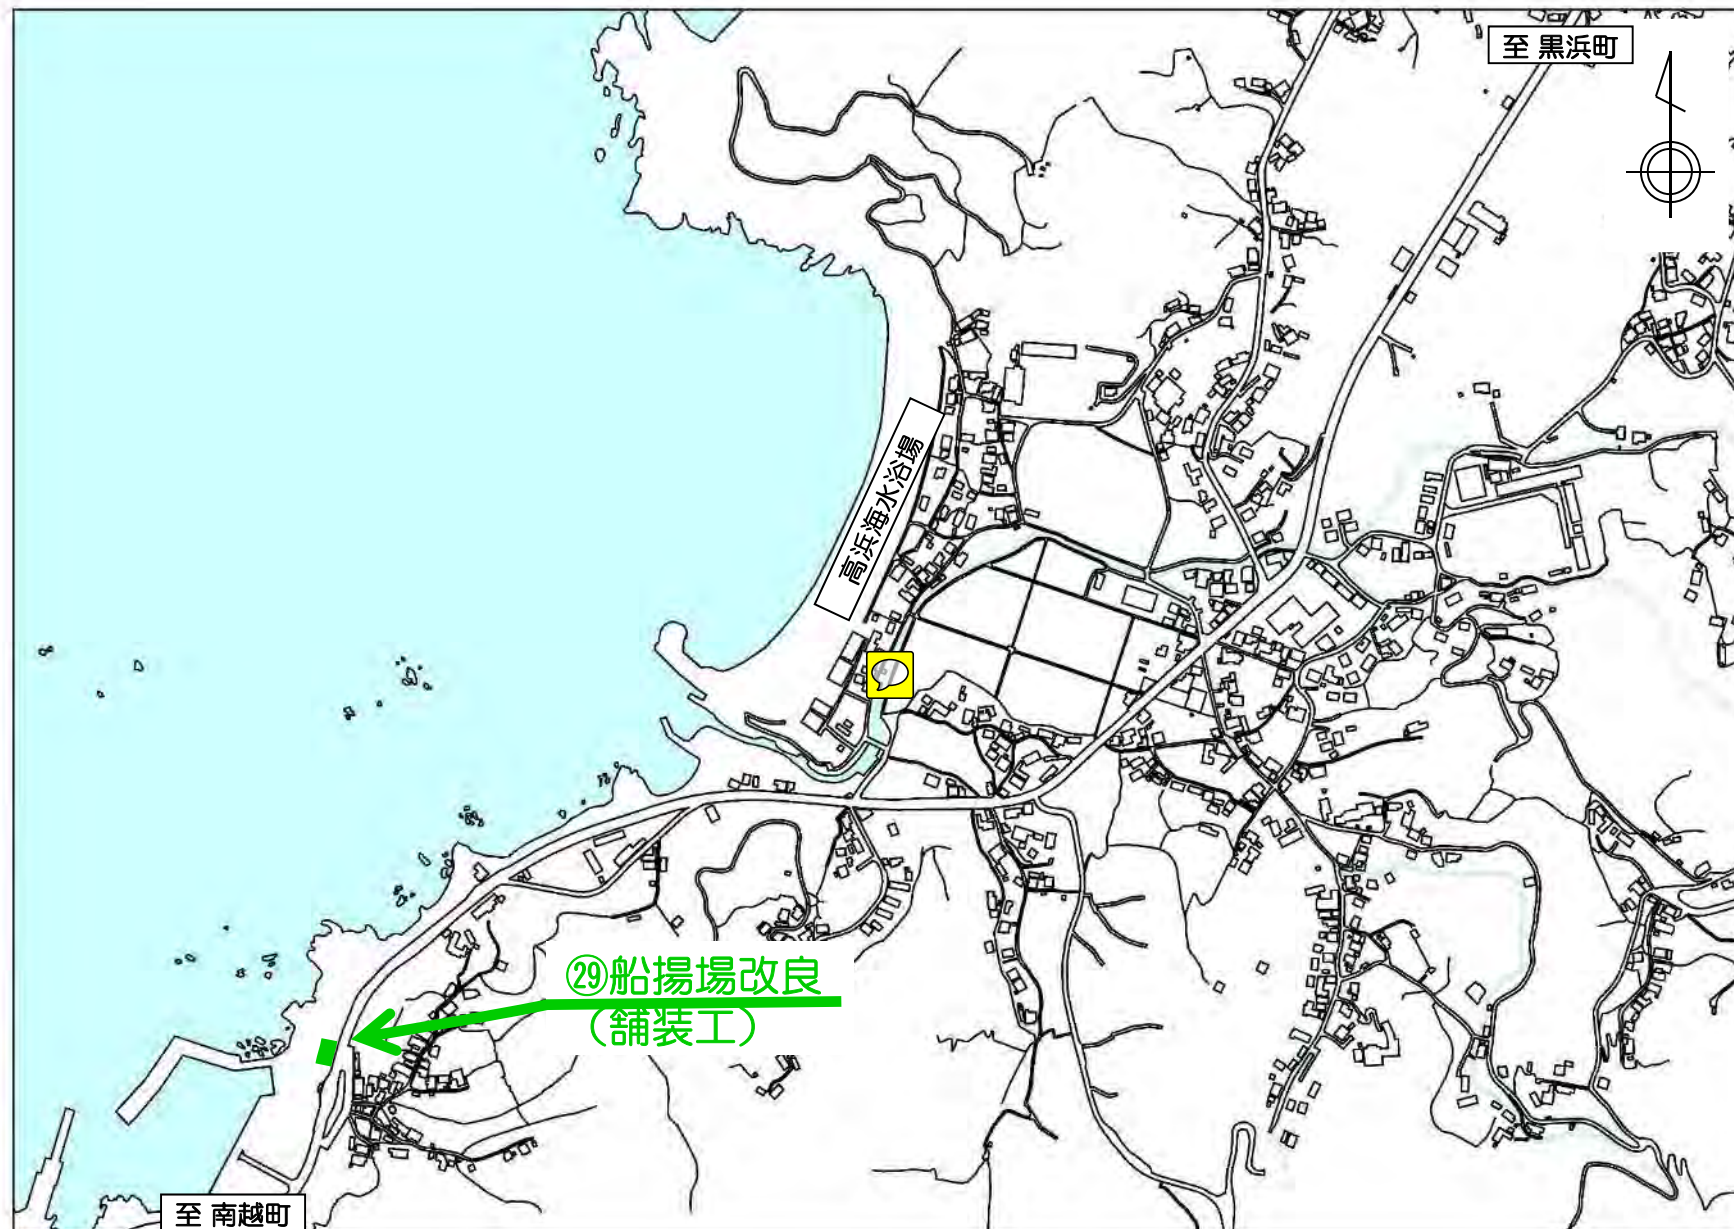 至 黒浜町
高浜海水浴場
㉙船揚場改良
（舗装工）
至 南越町